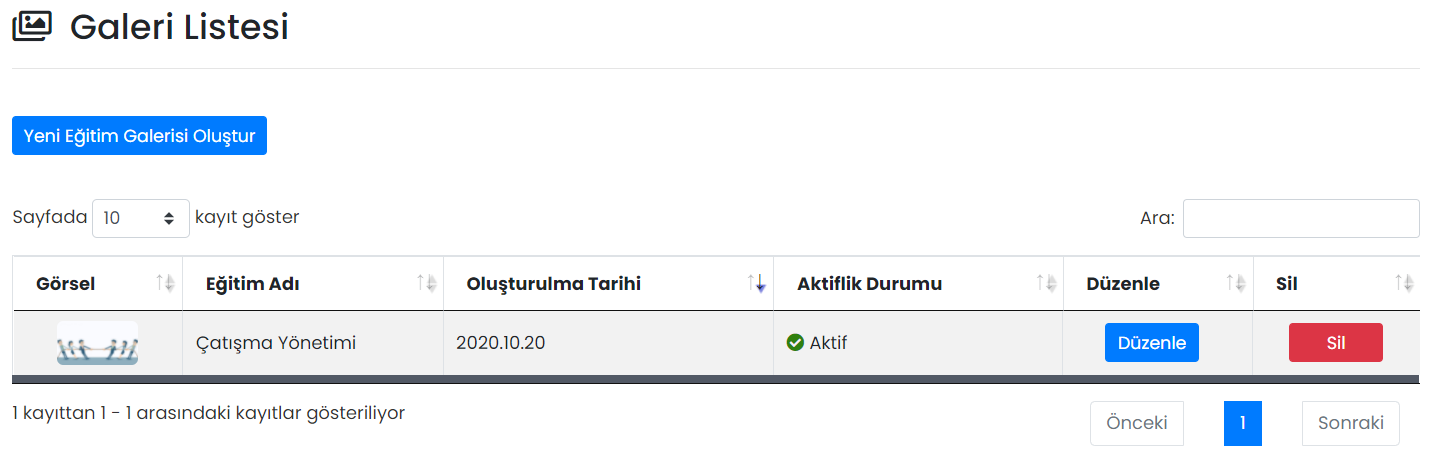 Galeri Listesi
Yeni Eğitim Galerisi Oluştur
Sayfada 10 kayıt göster
Ara:
Görsel Eğitim Adı Oluşturulma Tarihi Aktiflik Durumu Düzenle Sil
Çatışma Yönetimi 2020.10.20 Aktif Düzenle Sil
1 kayıttan 1 - 1 arasındaki kayıtlar gösteriliyor
Önceki 1 Sonraki